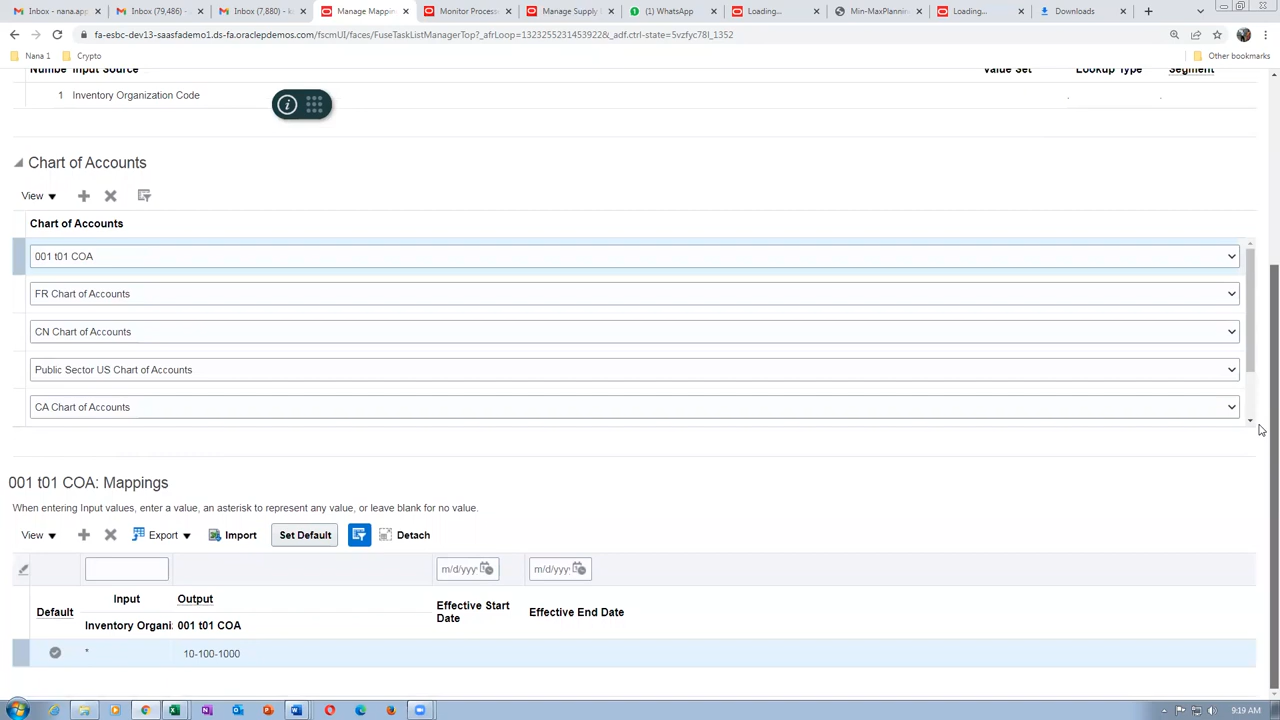 Inbox - nana.app
Inbox (79,486) -
Inbox (7,880) - k
Manage Mappin
Monitor Process
Manage Supply
(1) WhatsApp
Loading...
Min-MaxPlanning
Loading...
Downloads
fa-esbc-dev13-saasfademo1.ds-fa.oraclepdemos.com/fscmUI/faces/FuseTaskListManagerTop?_afrLoop=13232552314596&_adf.ctrl-state=5vzfyc78l_1352
Nana 1
Crypto
Other bookmarks
Numbe Input Source
Value Set
Lookup Type
Segment
1 Inventory Organization Code
Chart of Accounts
View
Chart of Accounts
001 t01 COA
FR Chart of Accounts
CN Chart of Accounts
Public Sector US Chart of Accounts
CA Chart of Accounts
001 t01 COA: Mappings
When entering Input values, enter a value, an asterisk to represent any value, or leave blank for no value.
View
Export
Import
Set Default
Detach
m/d/yyy
m/d/yyy
Default
Input
Output
Effective Start Date
Effective End Date
Inventory Organi
001 t01 COA
*
10-100-1000
9:19 AM